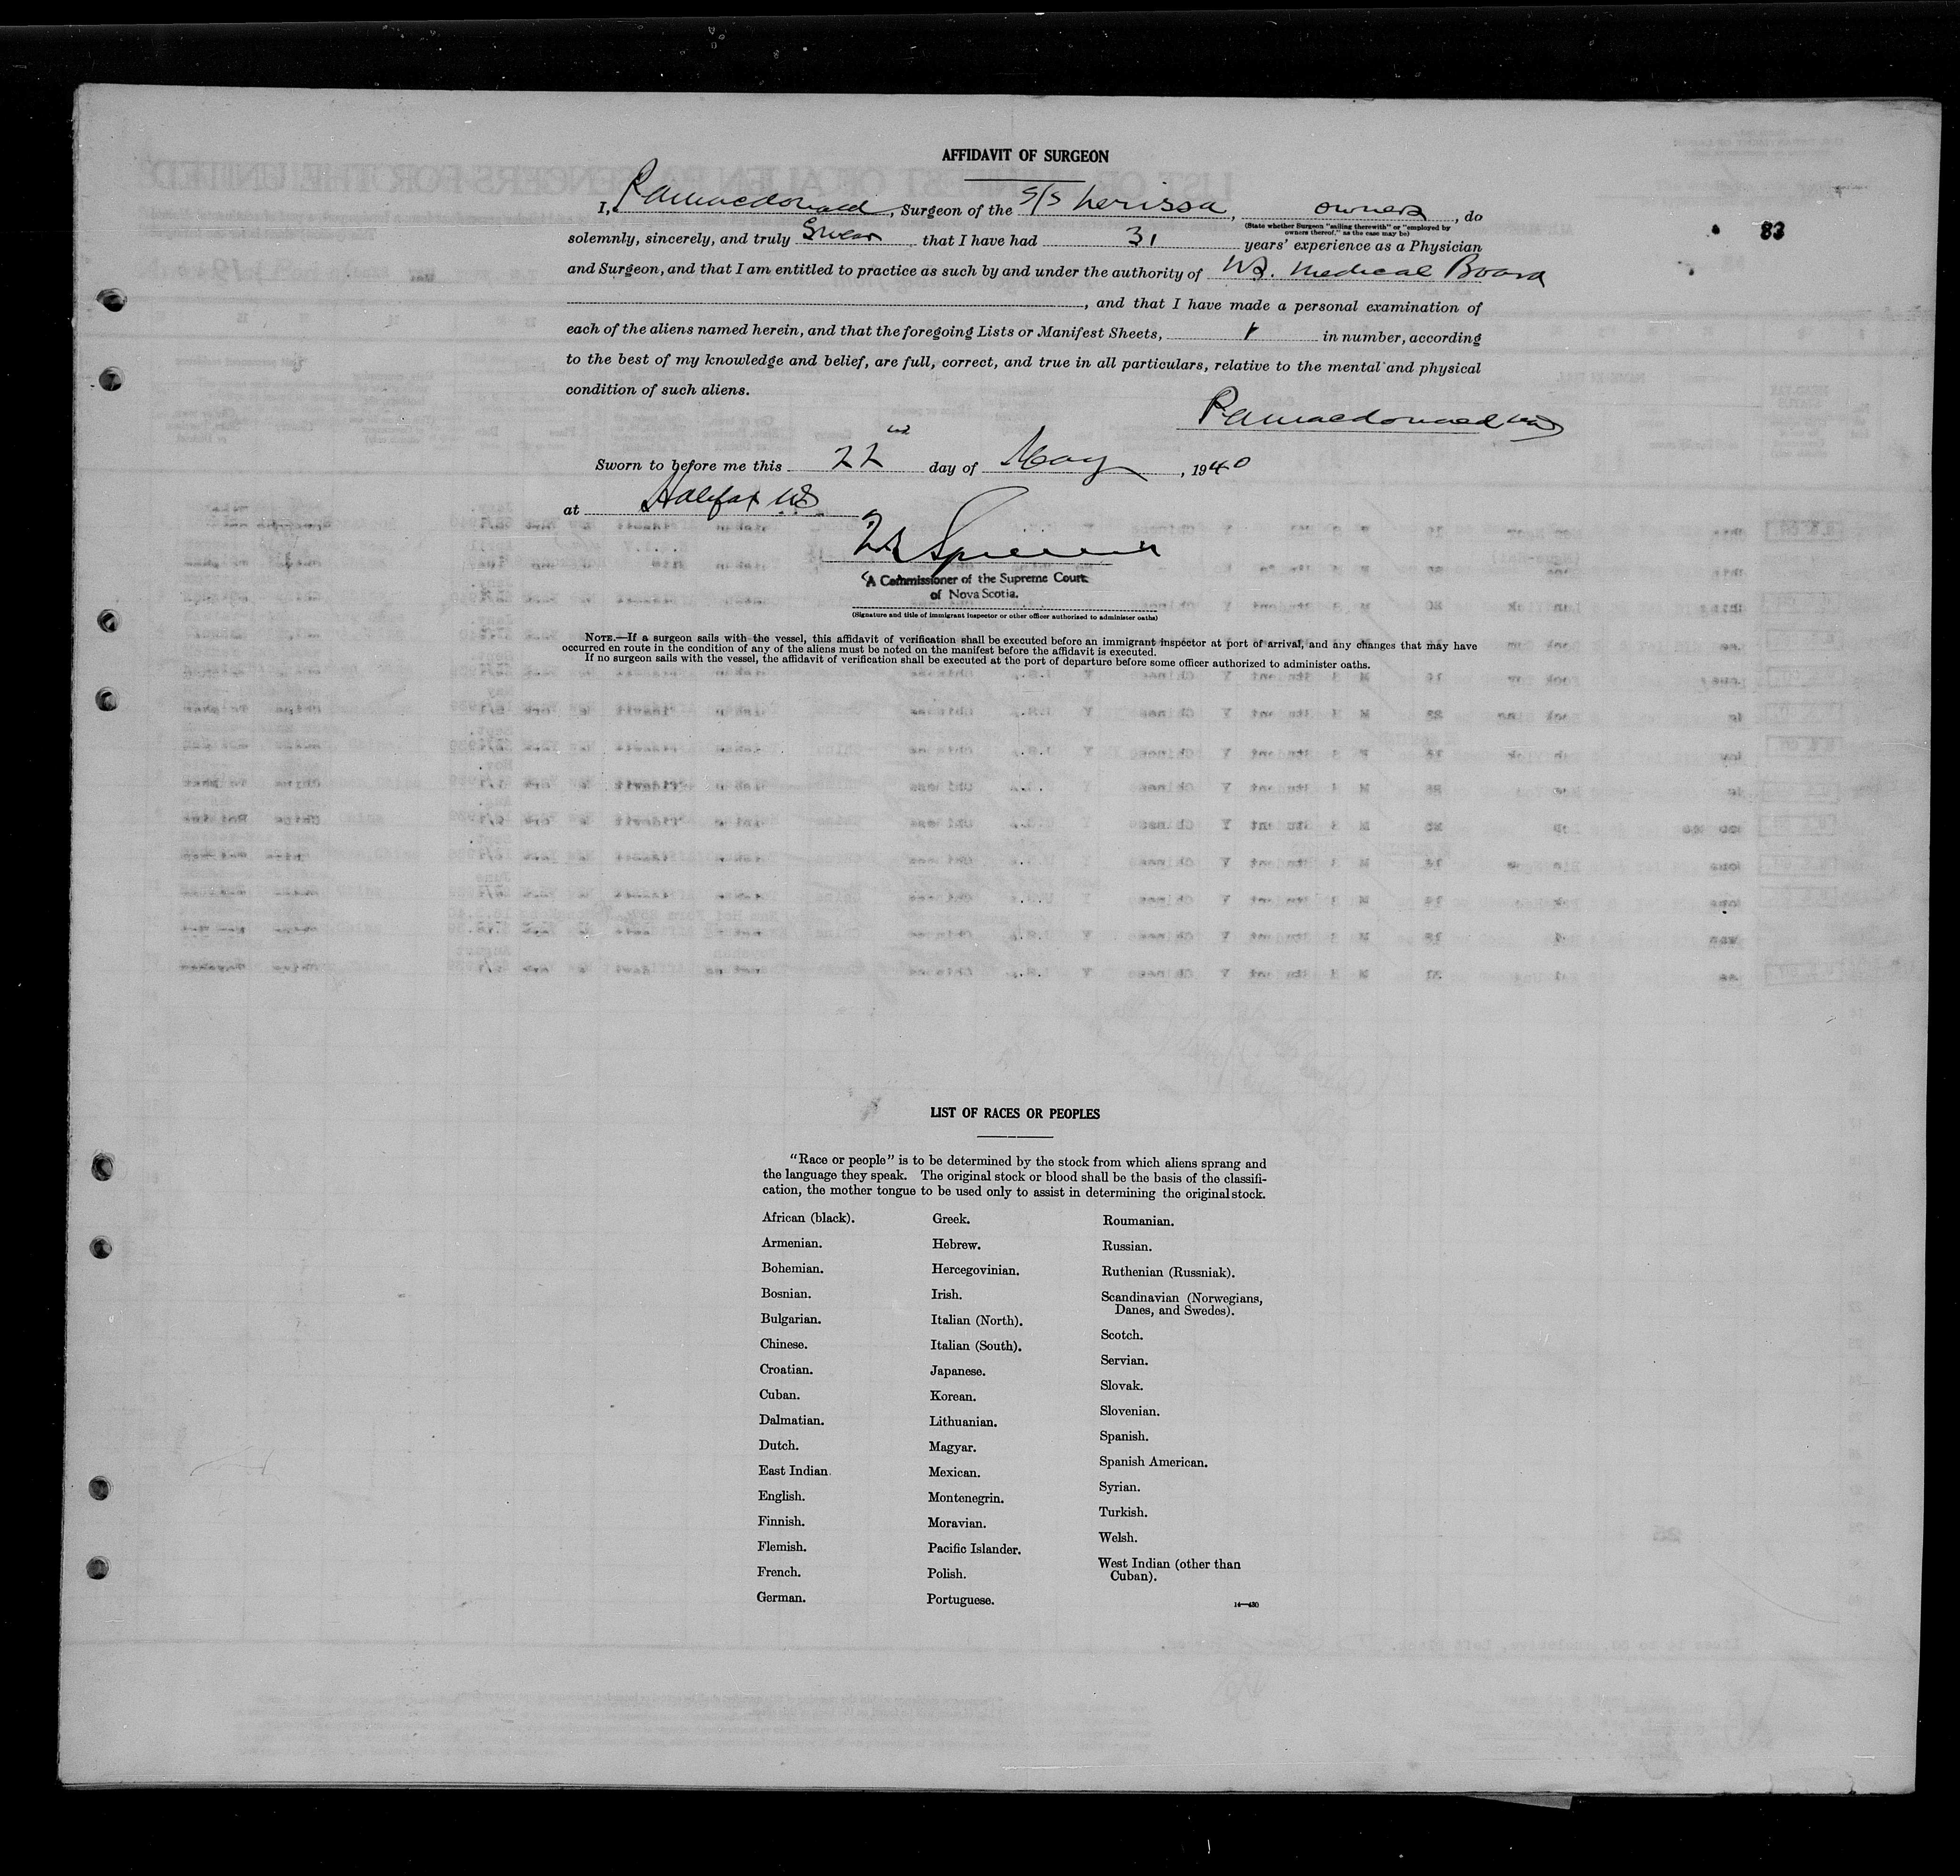 AFFIDAVIT OF SURGEON
I, R A Macdonald, Surgeon of the S/S Nerissa, owners, do
(State whether Surgeon "sailing therewith" or "employed by
owners thereof," as the case may be)
83
solemnly, sincerely, and truly Swear, that I have had 31 years' experience as a Physician
and Surgeon, and that I am entitled to practice as such by and under the authority of NS. Medical Board
, and that I have made a personal examination of
each of the aliens named herein, and that the foregoing Lists or Manifest Sheets, 1 in number, according
to the best of my knowledge and belief, are full, correct, and true in all particulars, relative to the mental and physical
condition of such aliens.
R A Macdonald MD
Sworn to before me this 22nd day of May, 1940
at Halifax NS
A Commissioner of the Supreme Court
of Nova Scotia.
(Signature and title of immigrant inspector or other officer authorized to administer oaths)
NOTE.—If a surgeon sails with the vessel, this affidavit of verification shall be executed before an immigrant inspector at port of arrival, and any changes that may have
occurred en route in the condition of any of the aliens must be noted on the manifest before the affidavit is executed.
If no surgeon sails with the vessel, the affidavit of verification shall be executed at the port of departure before some officer authorized to administer oaths.
LIST OF RACES OR PEOPLES
"Race or people" is to be determined by the stock from which aliens sprang and
the language they speak. The original stock or blood shall be the basis of the classifi-
cation, the mother tongue to be used only to assist in determining the original stock.
African (black).
Armenian.
Bohemian.
Bosnian.
Bulgarian.
Chinese.
Croatian.
Cuban.
Dalmatian.
Dutch.
East Indian
English.
Finnish.
Flemish.
French.
German.
Greek.
Hebrew.
Hercegovinian.
Irish.
Italian (North).
Italian (South).
Japanese.
Korean.
Lithuanian.
Magyar.
Mexican.
Montenegrin.
Moravian.
Pacific Islander.
Polish.
Portuguese.
Roumanian.
Russian.
Ruthenian (Russniak).
Scandinavian (Norwegians,
Danes, and Swedes).
Scotch.
Servian.
Slovak.
Slovenian.
Spanish.
Spanish American.
Syrian.
Turkish.
Welsh.
West Indian (other than
Cuban).
14—430